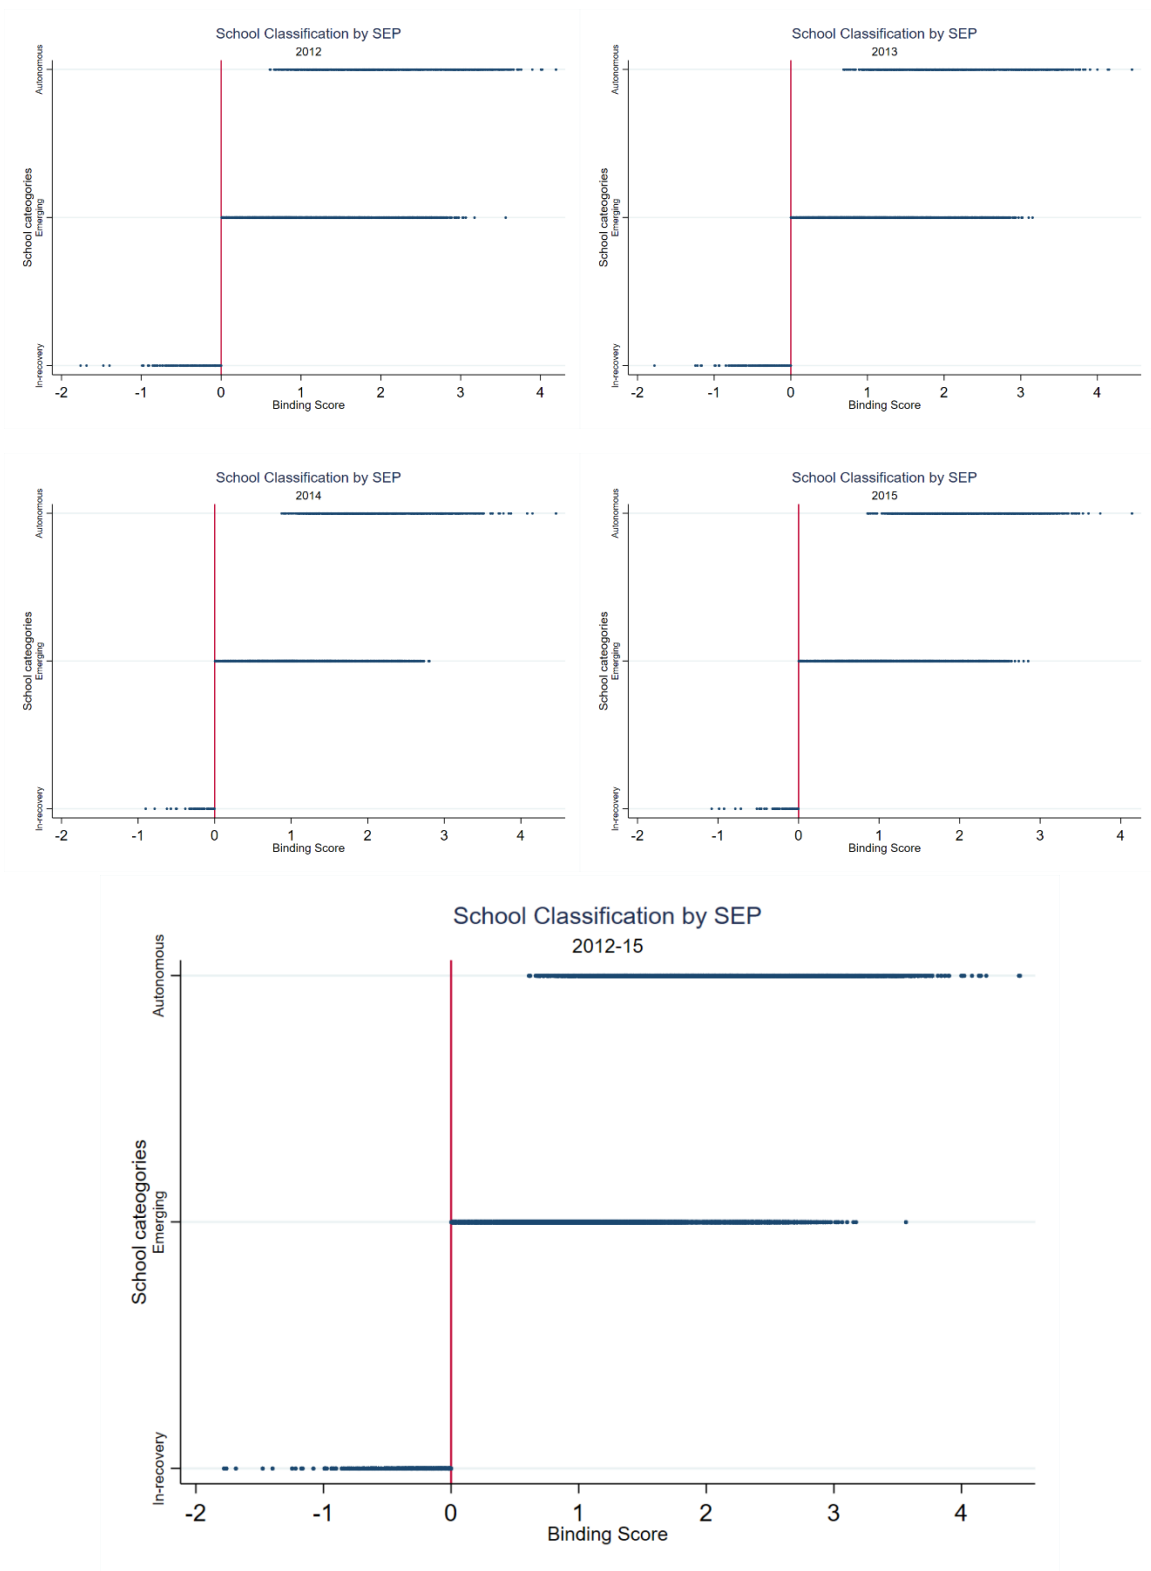 School Classification by SEP
2012
Autonomous
Emerging
In-recovery
School cateogories
-2 -1 0 1 2 3 4
Binding Score
School Classification by SEP
2013
Autonomous
Emerging
In-recovery
School cateogories
-2 -1 0 1 2 3 4
Binding Score
School Classification by SEP
2014
Autonomous
Emerging
In-recovery
School cateogories
-2 -1 0 1 2 3 4
Binding Score
School Classification by SEP
2015
Autonomous
Emerging
In-recovery
School cateogories
-2 -1 0 1 2 3 4
Binding Score
School Classification by SEP
2012-15
Autonomous
Emerging
In-recovery
School cateogories
-2 -1 0 1 2 3 4
Binding Score